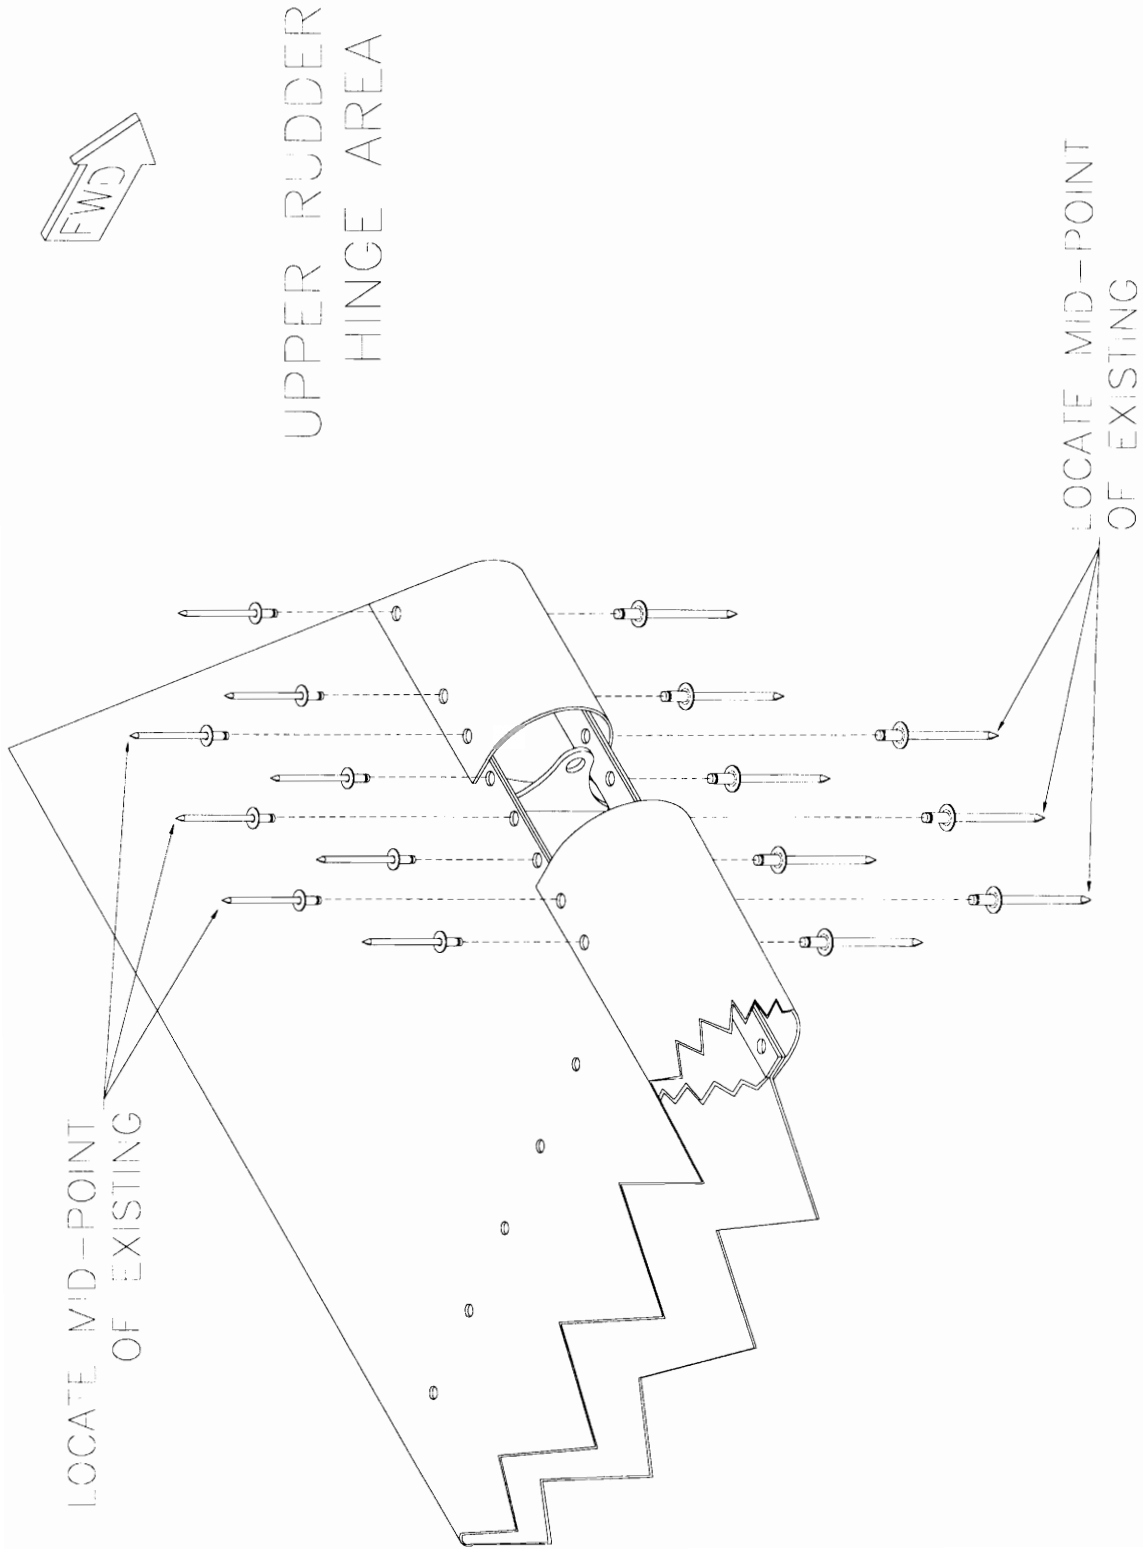 FWD
UPPER RUDDER
HINGE AREA
LOCATE MID-POINT
OF EXISTING
LOCATE MID-POINT
OF EXISTING